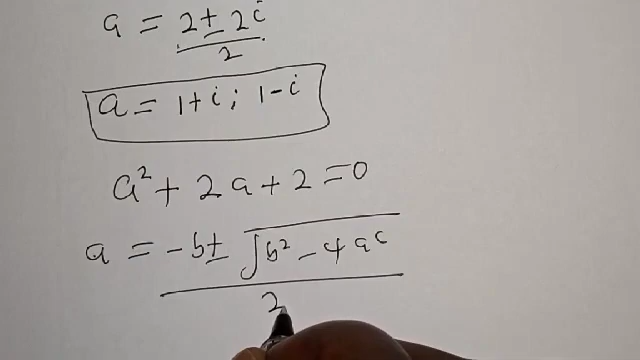 a = 2 ± 2i / 2
a = 1+i ; 1-i
a² + 2a + 2 = 0
a = -b ± √b² - 4ac / 2